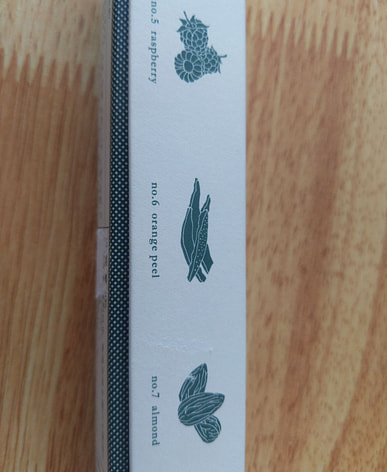 no.5 raspberry
no.6 orange peel
no.7 almond